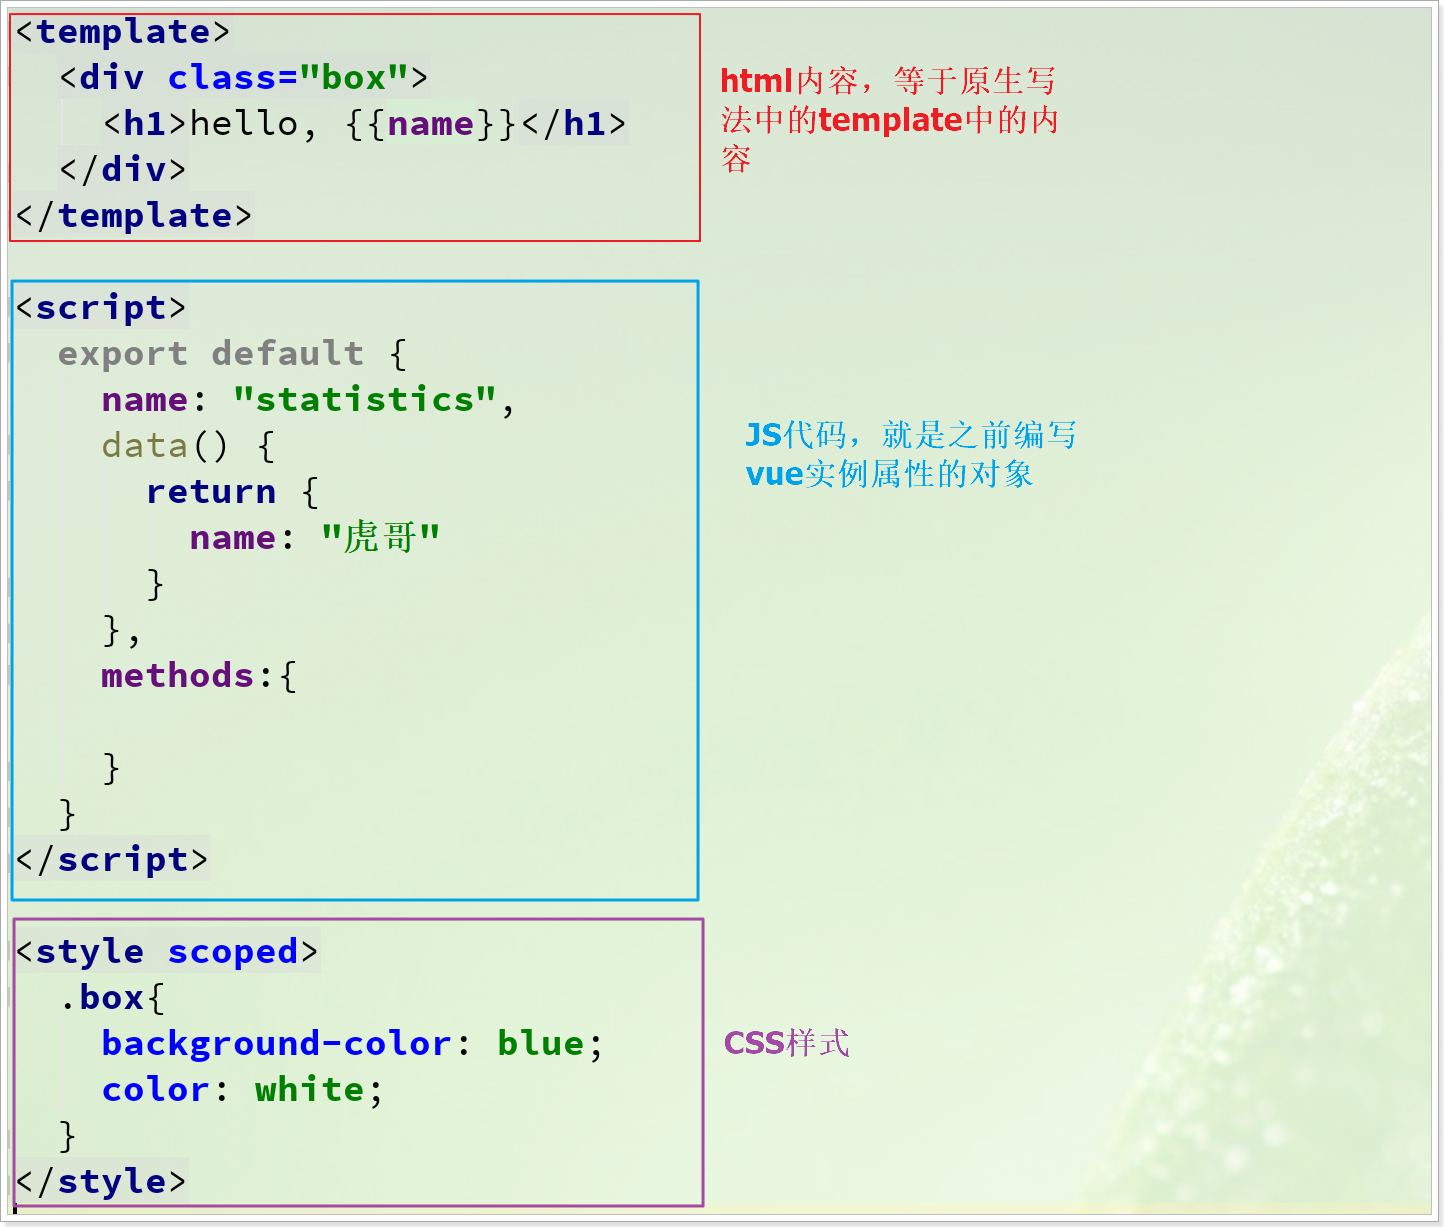 <template>
  <div class="box">
    <h1>hello, {{name}}</h1>
  </div>
</template>
html内容，等于原生写
法中的template中的内
容
<script>
  export default {
    name: "statistics",
    data() {
      return {
        name: "虎哥"
      }
    },
    methods:{

    }
  }
</script>
JS代码，就是之前编写
vue实例属性的对象
<style scoped>
  .box{
    background-color: blue;
    color: white;
  }
</style>
CSS样式